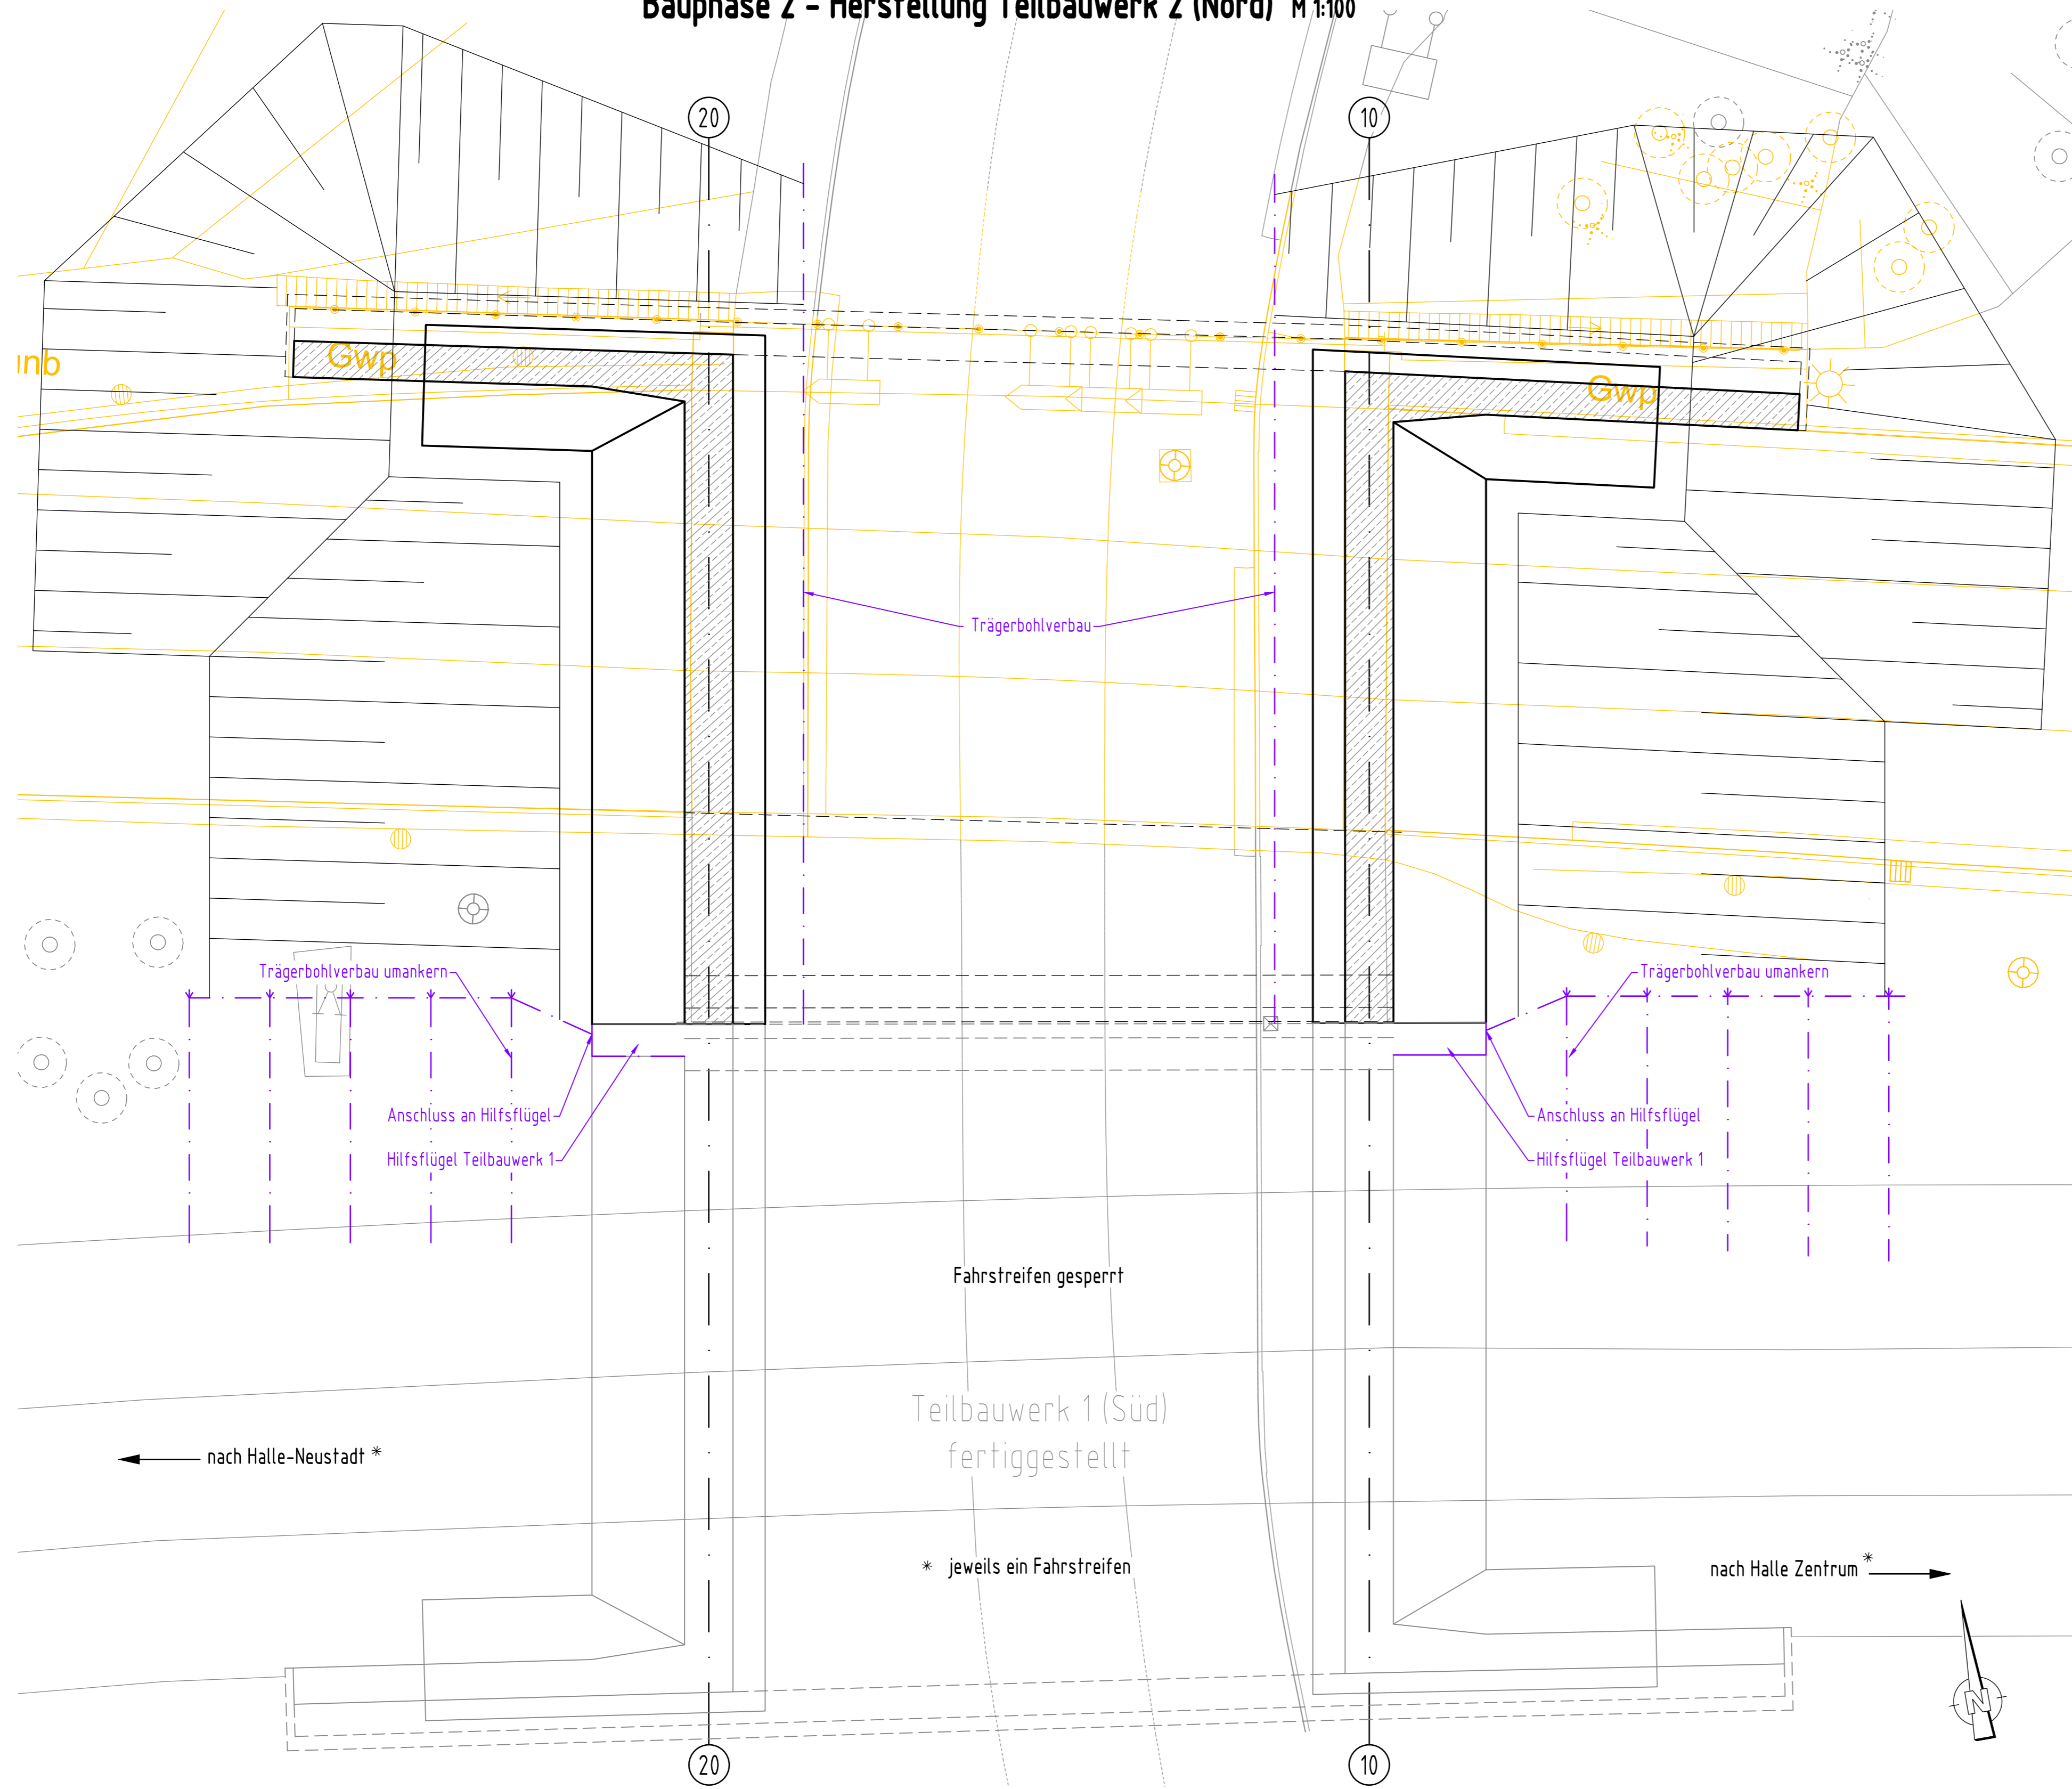 Bauphase 2 - Herstellung Teilbauwerk 2 (Nord) M 1:100
20
10
Gwp
Gwp
Trägerbohlverbau
Trägerbohlverbau umankern
Trägerbohlverbau umankern
Anschluss an Hilfsflügel
Anschluss an Hilfsflügel
Hilfsflügel Teilbauwerk 1
Hilfsflügel Teilbauwerk 1
Fahrstreifen gesperrt
Teilbauwerk 1 (Süd)
fertiggestellt
nach Halle-Neustadt *
* jeweils ein Fahrstreifen
nach Halle Zentrum *
N
20
10